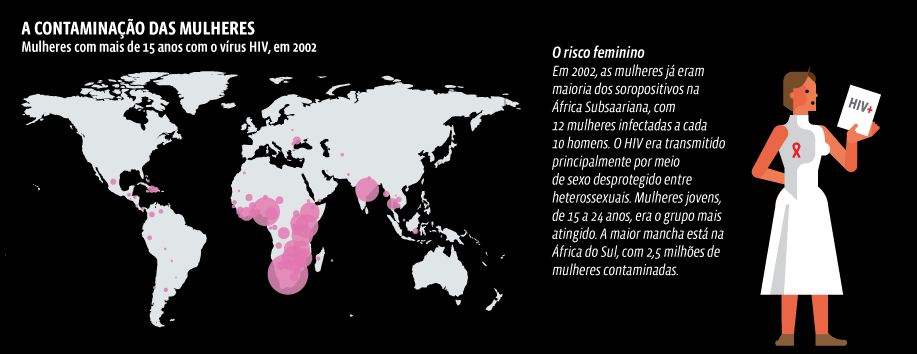 A CONTAMINAÇÃO DAS MULHERES
Mulheres com mais de 15 anos com o vírus HIV, em 2002
O risco feminino
Em 2002, as mulheres já eram
maioria dos soropositivos na
África Subsaariana, com
12 mulheres infectadas a cada
10 homens. O HIV era transmitido
principalmente por meio
de sexo desprotegido entre
heterossexuais. Mulheres jovens,
de 15 a 24 anos, era o grupo mais
atingido. A maior mancha está na
África do Sul, com 2,5 milhões de
mulheres contaminadas.
HIV+